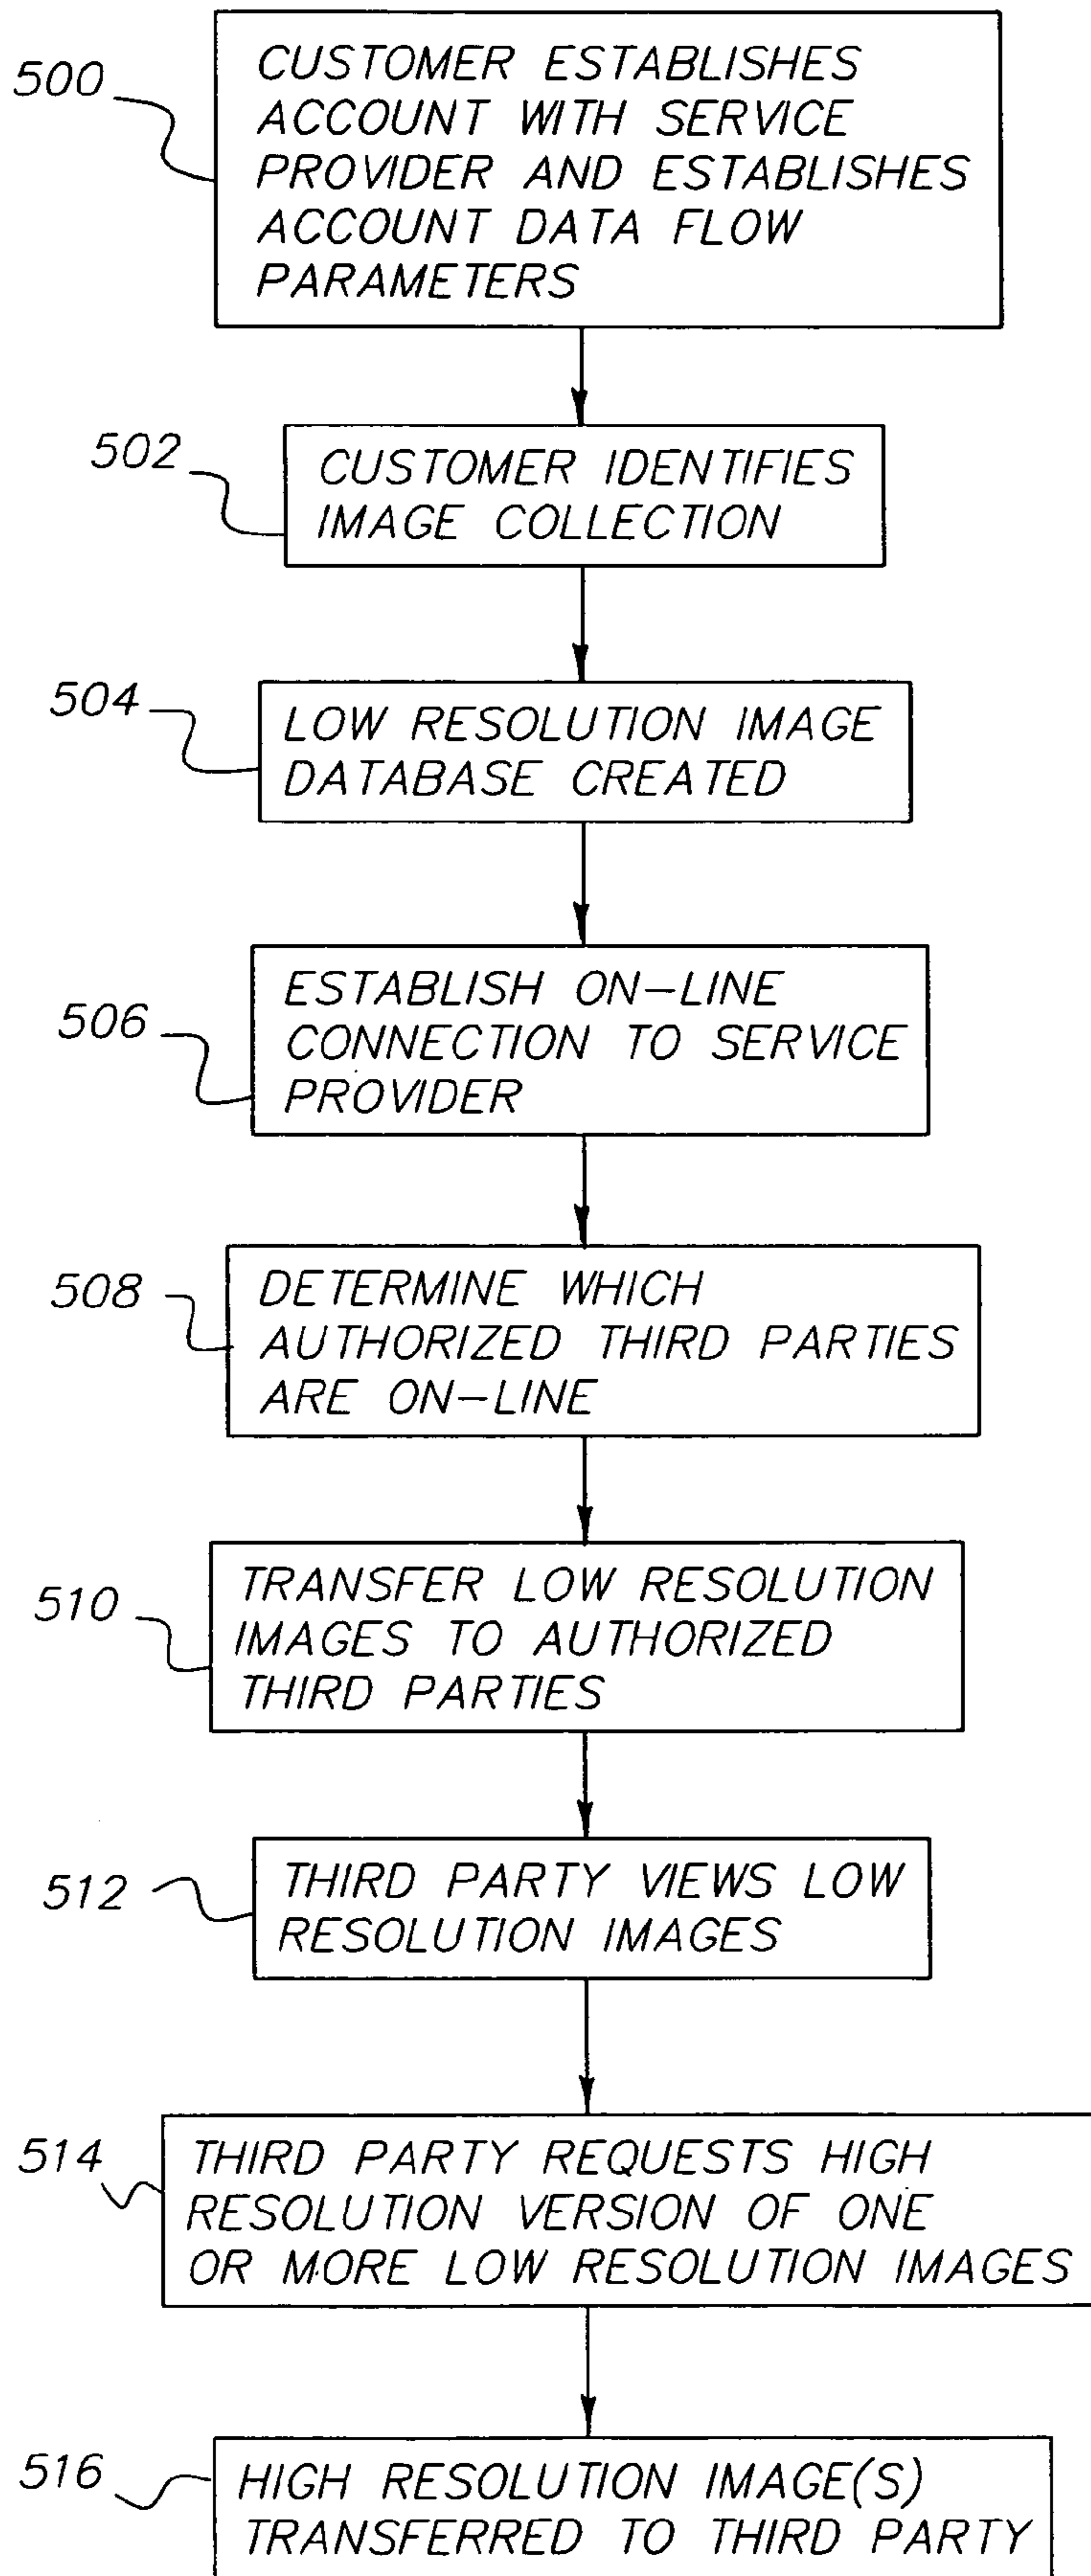 500
CUSTOMER ESTABLISHES
ACCOUNT WITH SERVICE
PROVIDER AND ESTABLISHES
ACCOUNT DATA FLOW
PARAMETERS
502
CUSTOMER IDENTIFIES
IMAGE COLLECTION
504
LOW RESOLUTION IMAGE
DATABASE CREATED
506
ESTABLISH ON-LINE
CONNECTION TO SERVICE
PROVIDER
508
DETERMINE WHICH
AUTHORIZED THIRD PARTIES
ARE ON-LINE
510
TRANSFER LOW RESOLUTION
IMAGES TO AUTHORIZED
THIRD PARTIES
512
THIRD PARTY VIEWS LOW
RESOLUTION IMAGES
514
THIRD PARTY REQUESTS HIGH
RESOLUTION VERSION OF ONE
OR MORE LOW RESOLUTION IMAGES
516
HIGH RESOLUTION IMAGE(S)
TRANSFERRED TO THIRD PARTY